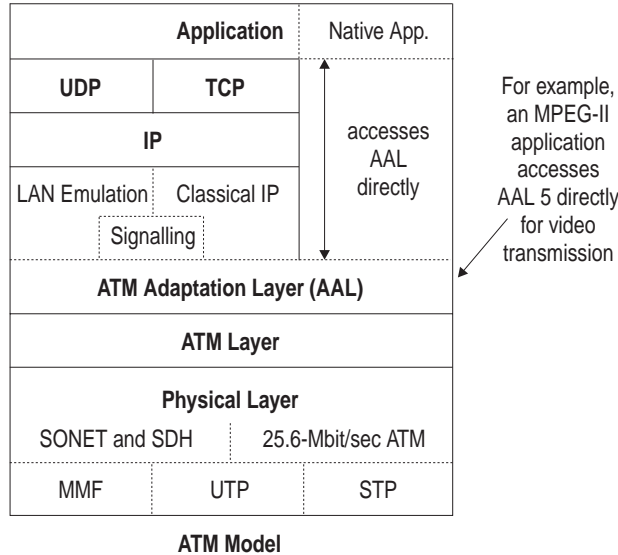 Application
Native App.
UDP
TCP
IP
accesses
AAL
directly
LAN Emulation
Classical IP
Signalling
For example,
an MPEG-II
application
accesses
AAL 5 directly
for video
transmission
ATM Adaptation Layer (AAL)
ATM Layer
Physical Layer
SONET and SDH
25.6-Mbit/sec ATM
MMF
UTP
STP
ATM Model